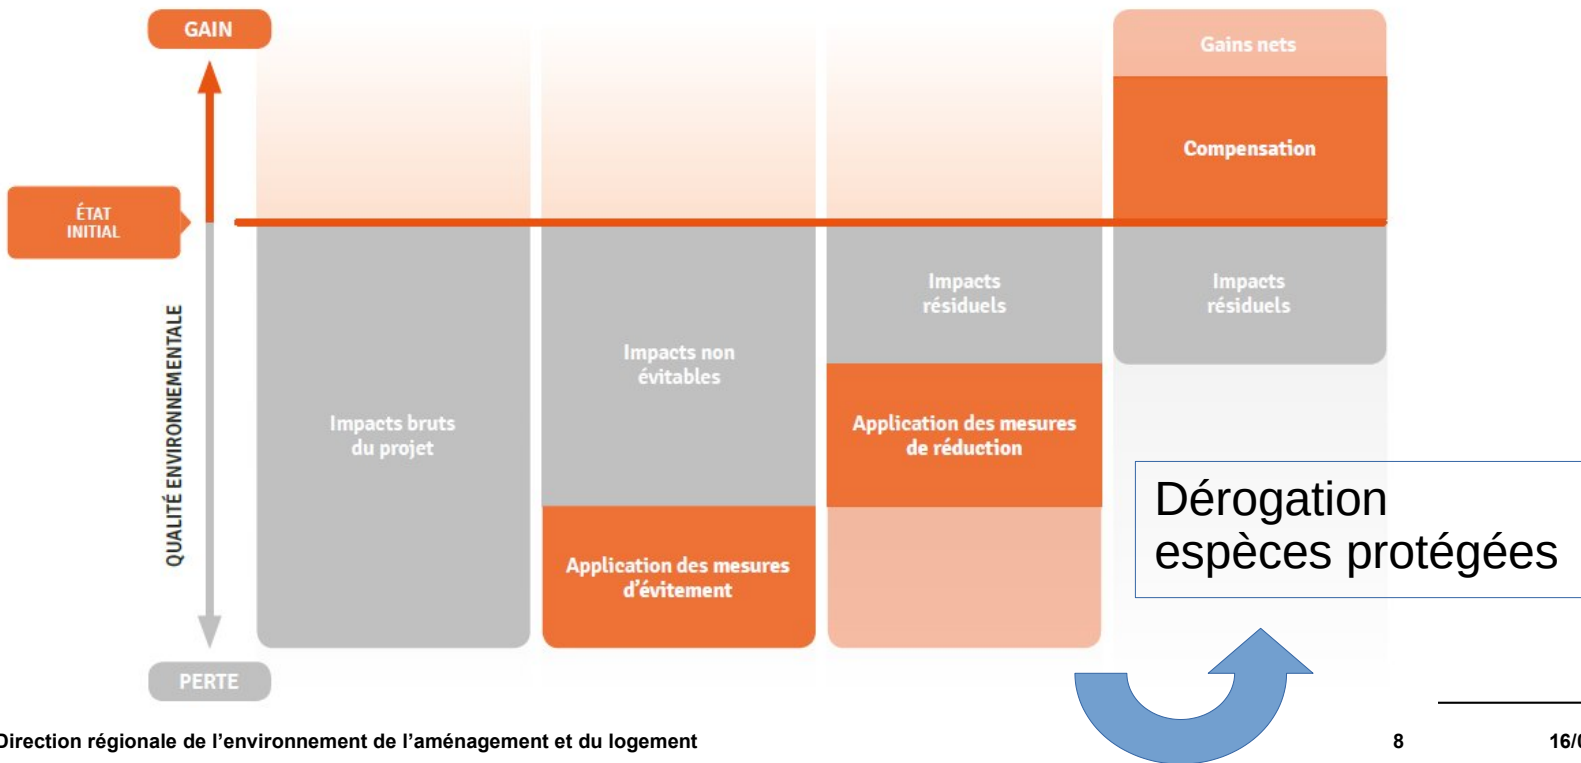 GAIN
ÉTAT
INITIAL
QUALITÉ ENVIRONNEMENTALE
PERTE
Impacts bruts
du projet
Impacts non
évitables
Application des mesures
d'évitement
Impacts
résiduels
Application des mesures
de réduction
Gains nets
Compensation
Impacts
résiduels
Dérogation
espèces protégées
Direction régionale de l'environnement de l'aménagement et du logement
8